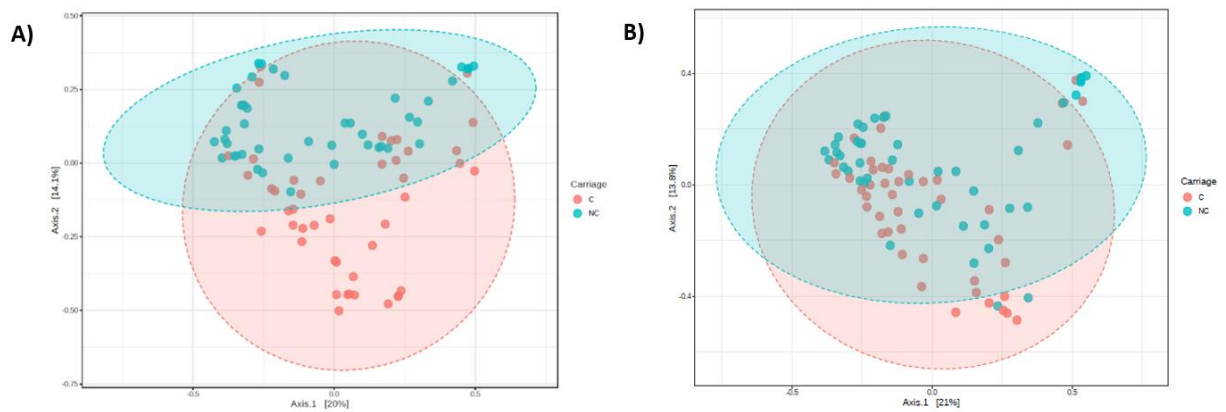 A)
0.50
0.25
0.00
-0.25
-0.50
-0.75
Axis.2 [14.1%]
-0.5
0.0
0.5
Axis.1 [20%]
Carriage
C
NC
B)
0.4
0.0
-0.4
Axis.2 [13.8%]
-0.5
0.0
0.5
Axis.1 [21%]
Carriage
C
NC